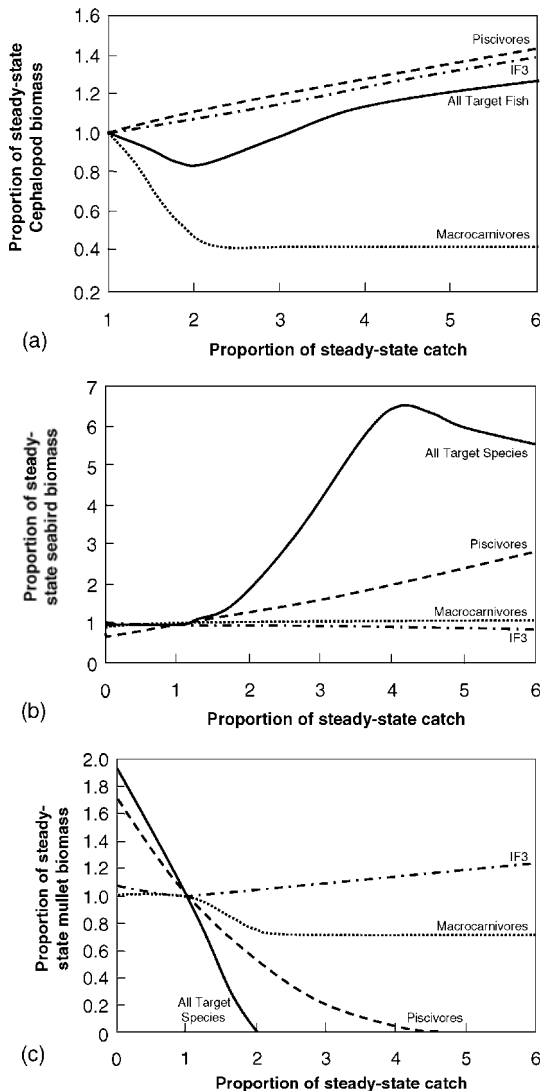 Proportion of steady-state
Cephalopod biomass
1.6
1.4
1.2
1.0
0.8
0.6
0.4
0.2
Piscivores
IF3
All Target Fish
Macrocarnivores
1 2 3 4 5 6
(a)
Proportion of steady-state catch
Proportion of steady-
state seabird biomass
7
6
5
4
3
2
1
0
All Target Species
Piscivores
Macrocarnivores
IF3
0 1 2 3 4 5 6
(b)
Proportion of steady-state catch
Proportion of steady-
state mullet biomass
2.0
1.8
1.6
1.4
1.2
1.0
0.8
0.6
0.4
0.2
0
IF3
Macrocarnivores
All Target
Species
Piscivores
0 1 2 3 4 5 6
(c)
Proportion of steady-state catch